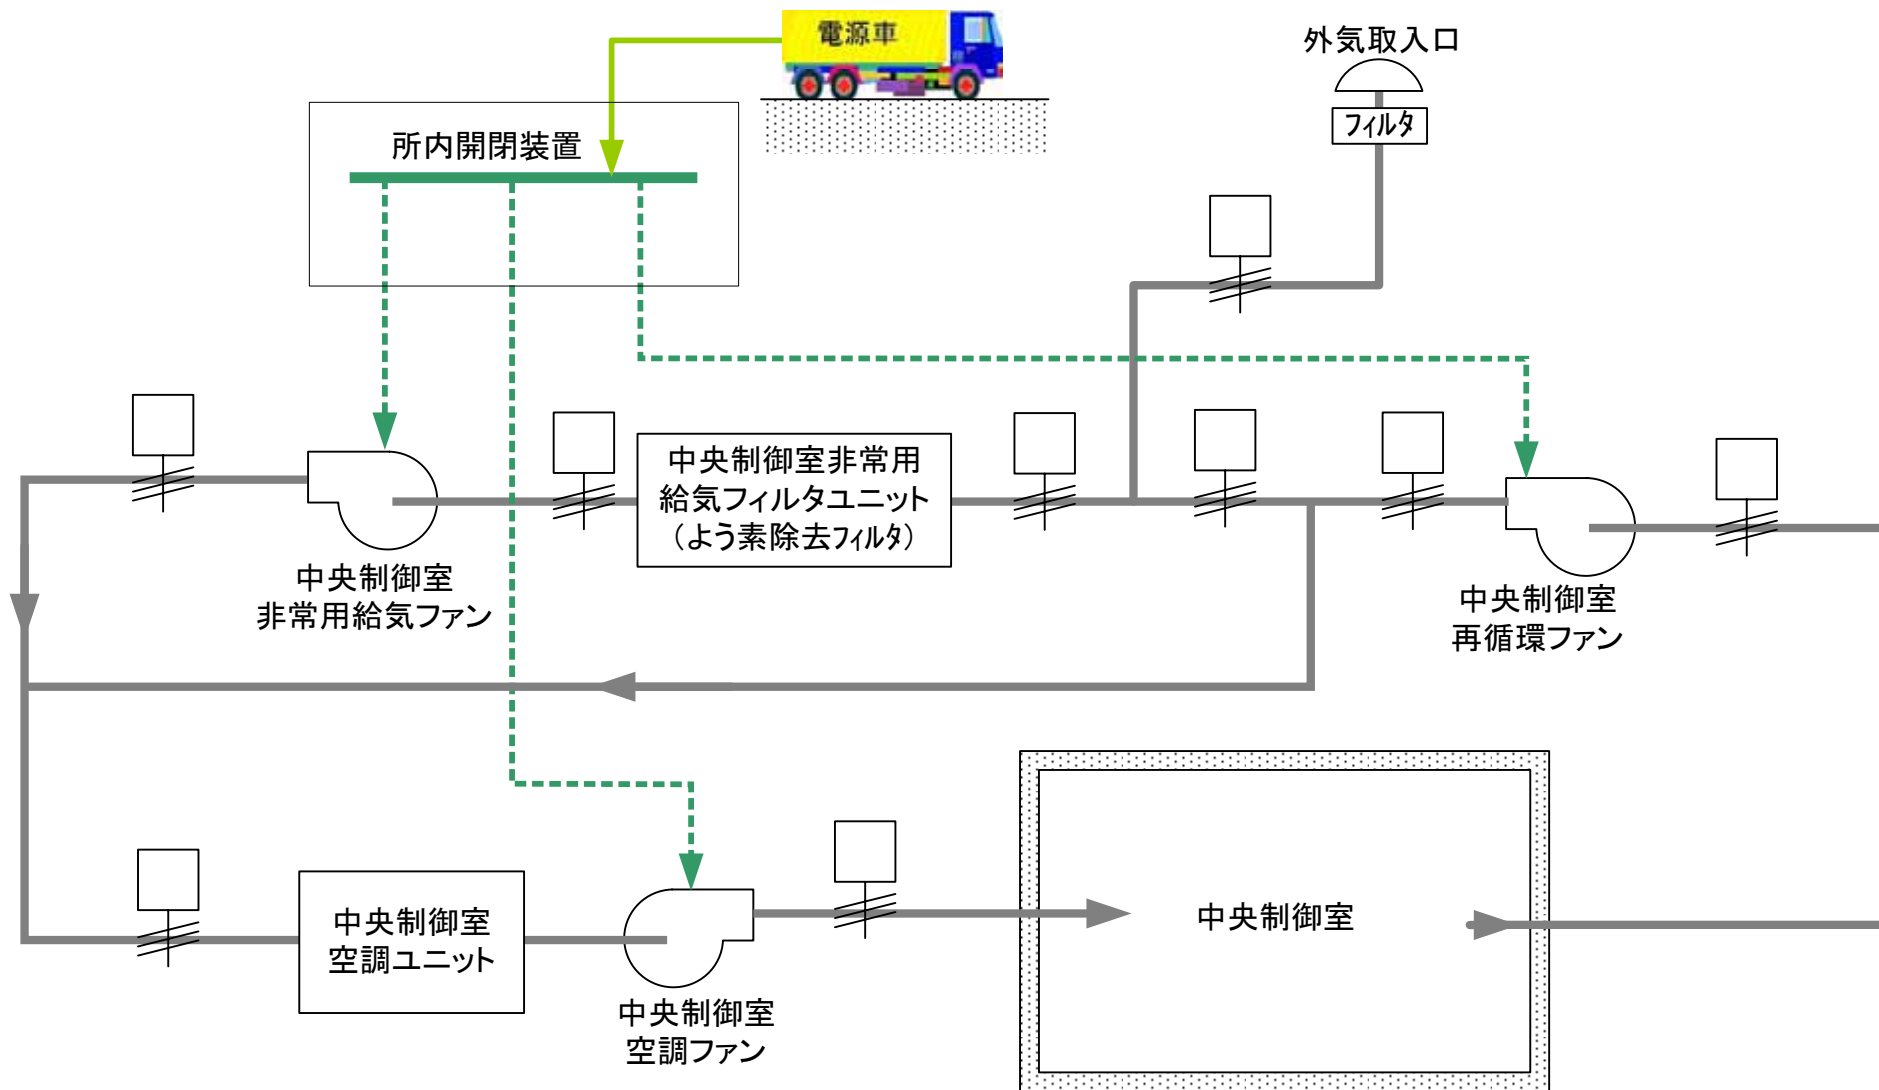 電源車
外気取入口
フィルタ
所内開閉装置
中央制御室非常用
給気フィルタユニット
（よう素除去フィルタ）
中央制御室
非常用給気ファン
中央制御室
再循環ファン
中央制御室
空調ユニット
中央制御室
中央制御室
空調ファン